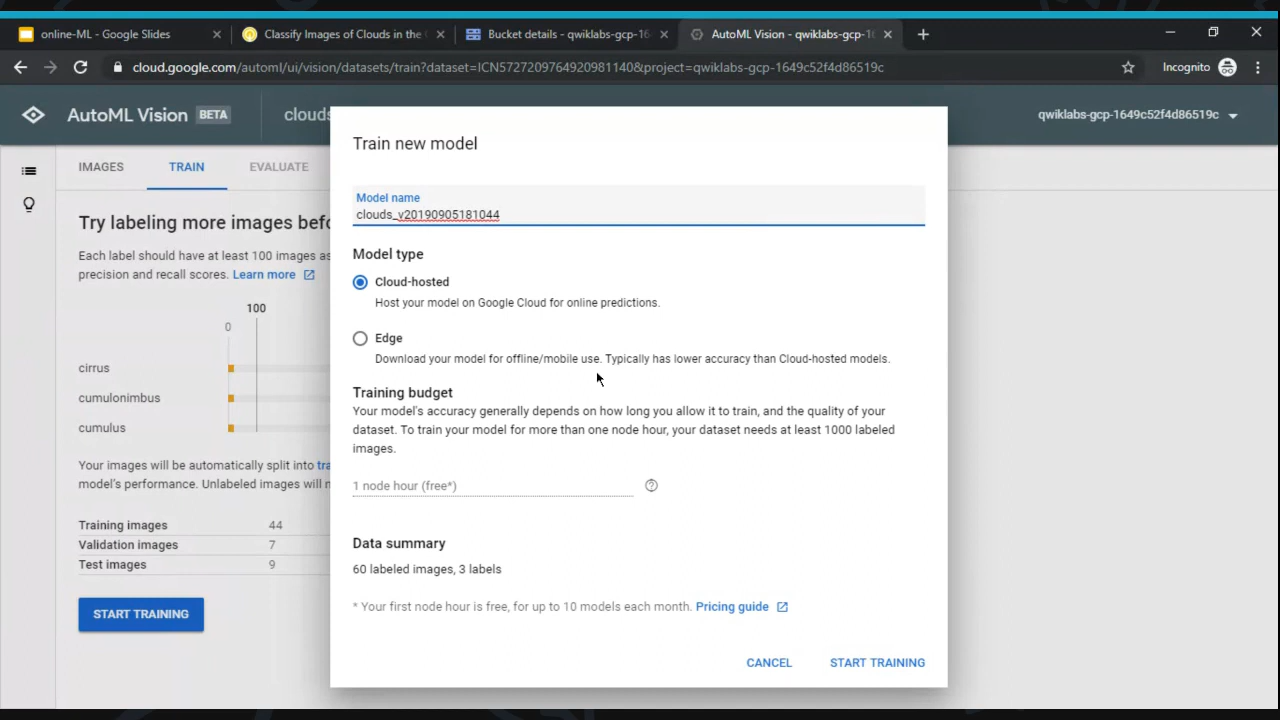 online-ML - Google Slides
Classify Images of Clouds in the
Bucket details - qwiklabs-gcp-16
AutoML Vision - qwiklabs-gcp-1
cloud.google.com/automl/ui/vision/datasets/train?dataset=ICN5727209764920981140&project=qwiklabs-gcp-1649c52f4d86519c
Incognito
AutoML Vision BETA
clouds
qwiklabs-gcp-1649c52f4d86519c
IMAGES
TRAIN
EVALUATE
Try labeling more images befo
Each label should have at least 100 images as
precision and recall scores. Learn more
100
0
cirrus
cumulonimbus
cumulus
Your images will be automatically split into tra
model's performance. Unlabeled images will n
Training images 44
Validation images 7
Test images 9
START TRAINING
Train new model
Model name
clouds_v20190905181044
Model type
Cloud-hosted
Host your model on Google Cloud for online predictions.
Edge
Download your model for offline/mobile use. Typically has lower accuracy than Cloud-hosted models.
Training budget
Your model's accuracy generally depends on how long you allow it to train, and the quality of your
dataset. To train your model for more than one node hour, your dataset needs at least 1000 labeled
images.
1 node hour (free*)
Data summary
60 labeled images, 3 labels
* Your first node hour is free, for up to 10 models each month. Pricing guide
CANCEL
START TRAINING